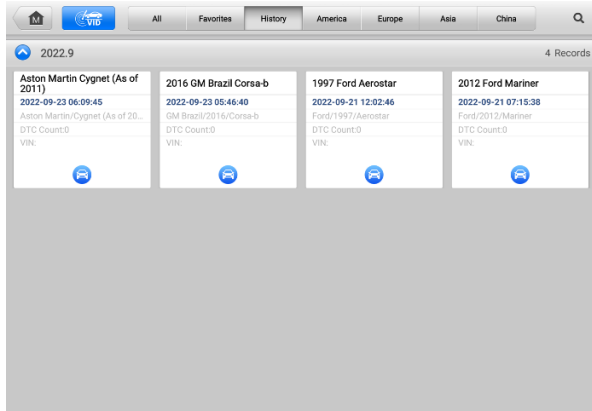 M VID All Favorites History America Europe Asia China
2022.9 4 Records
Aston Martin Cygnet (As of
2011)
2022-09-23 06:09:45
Aston Martin/Cygnet (As of 20...
DTC Count:0
VIN:
2016 GM Brazil Corsa-b
2022-09-23 05:46:40
GM Brazil/2016/Corsa-b
DTC Count:0
VIN:
1997 Ford Aerostar
2022-09-21 12:02:46
Ford/1997/Aerostar
DTC Count:0
VIN:
2012 Ford Mariner
2022-09-21 07:15:38
Ford/2012/Mariner
DTC Count:0
VIN: